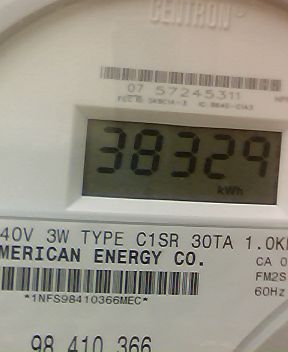 CENTRON
07 57245311
38329
kWh
40V 3W TYPE C1SR 30TA 1.0K
MERICAN ENERGY CO.
CA 0
FM2S
*1NFS98410366MEC*
60Hz
98 410 366